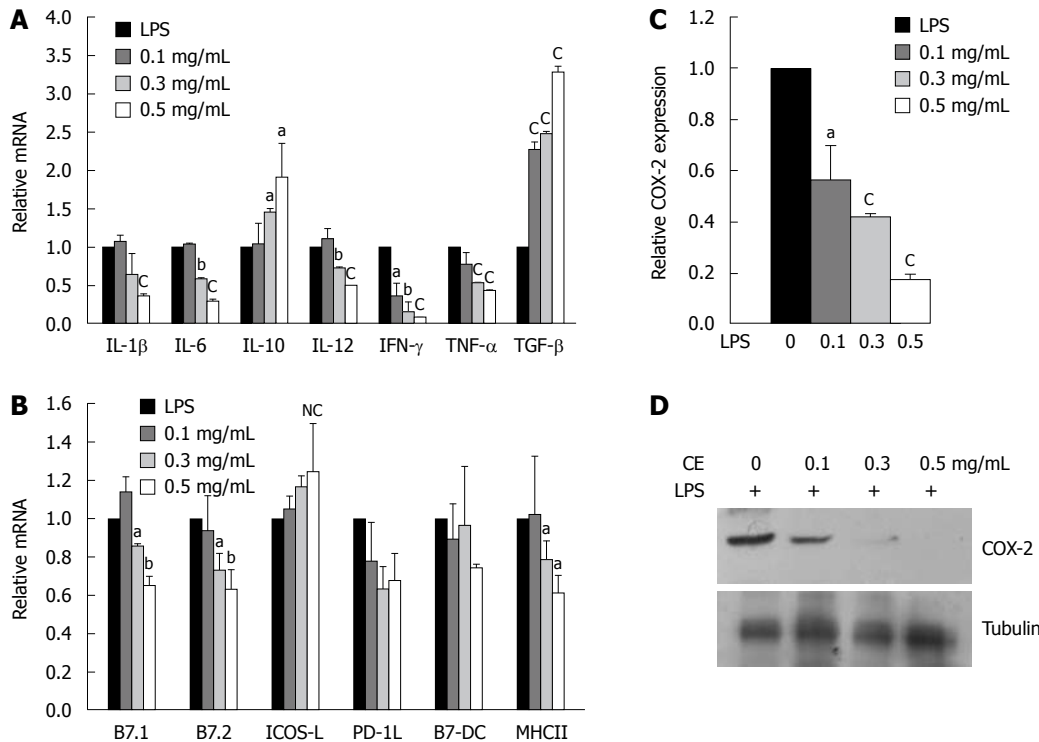 A
LPS
0.1 mg/mL
0.3 mg/mL
0.5 mg/mL
Relative mRNA
4.0
3.5
3.0
2.5
2.0
1.5
1.0
0.5
0.0
C
b C
a a
b C
a b C
C C
C C C
IL-1β IL-6 IL-10 IL-12 IFN-γ TNF-α TGF-β
B
LPS
0.1 mg/mL
0.3 mg/mL
0.5 mg/mL
Relative mRNA
1.6
1.4
1.2
1.0
0.8
0.6
0.4
0.2
0.0
a b
a b
NC
a a
B7.1 B7.2 ICOS-L PD-1L B7-DC MHCII
C
LPS
0.1 mg/mL
0.3 mg/mL
0.5 mg/mL
Relative COX-2 expression
1.2
1.0
0.8
0.6
0.4
0.2
0.0
a C C
LPS 0 0.1 0.3 0.5
D
CE 0 0.1 0.3 0.5 mg/mL
LPS + + + +
COX-2
Tubulin